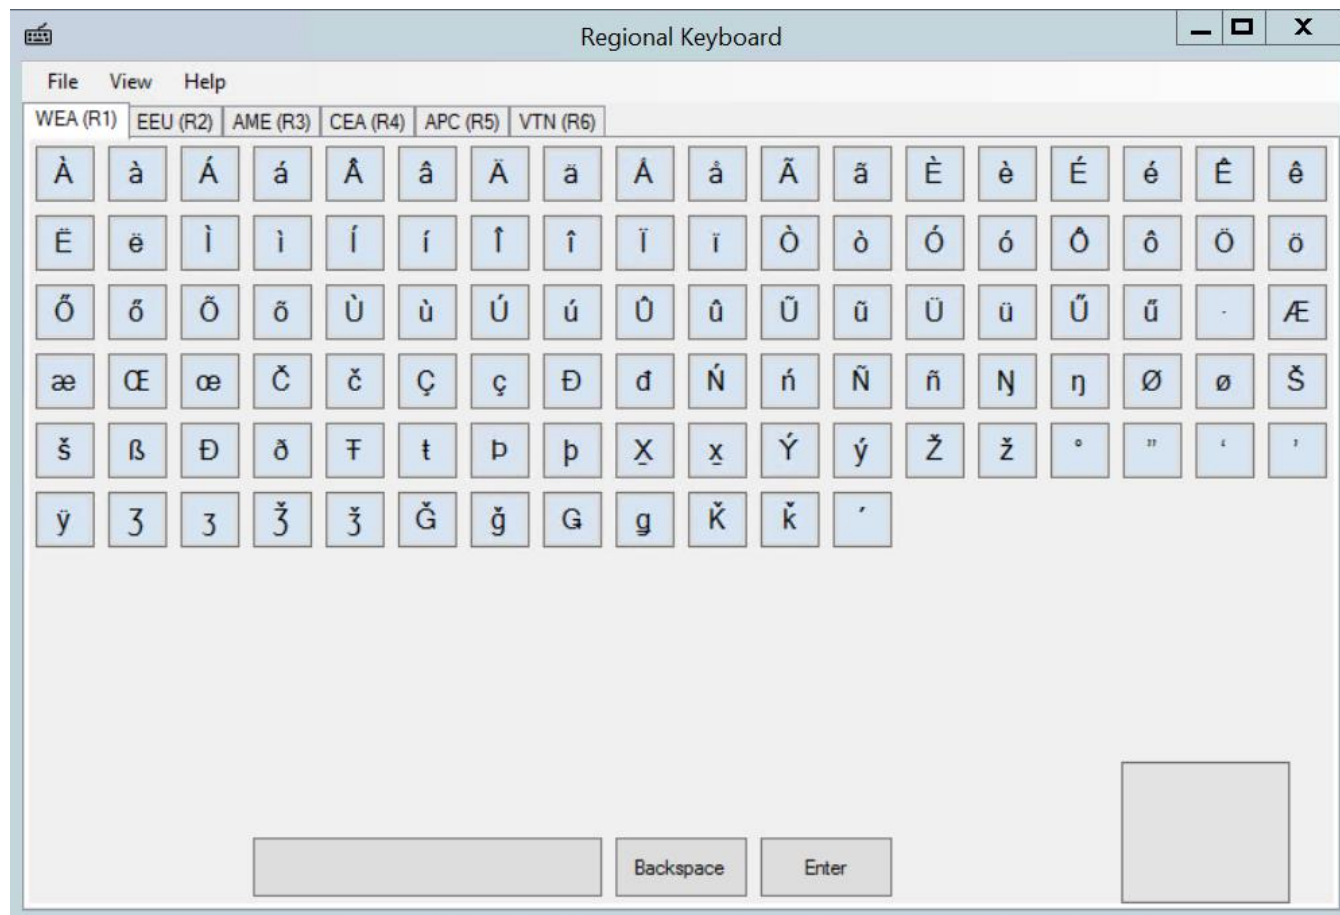 Regional Keyboard
File View Help
WEA (R1) EEU (R2) AME (R3) CEA (R4) APC (R5) VTN (R6)
À à Á á Â â Ä ä Å å Ã ã È è É é Ê ê
Ë ë Ì ì Í í Î î Ï ï Ò ò Ó ó Ô ô Ö ö
Ő ő Õ õ Ù ù Ú ú Û û Ũ ũ Ü ü Ű ű · Æ
æ Œ œ Č č Ç ç Đ đ Ń ń Ñ ñ Ŋ ŋ Ø ø Š
š ß Ð ð Ŧ ŧ Þ þ X̱ x̱ Ý ý Ž ž ° ” ‘ ’
ÿ Ʒ ʒ Ǯ ǯ Ǧ ǧ Ǥ ǥ Ǩ ǩ ʹ
Backspace Enter